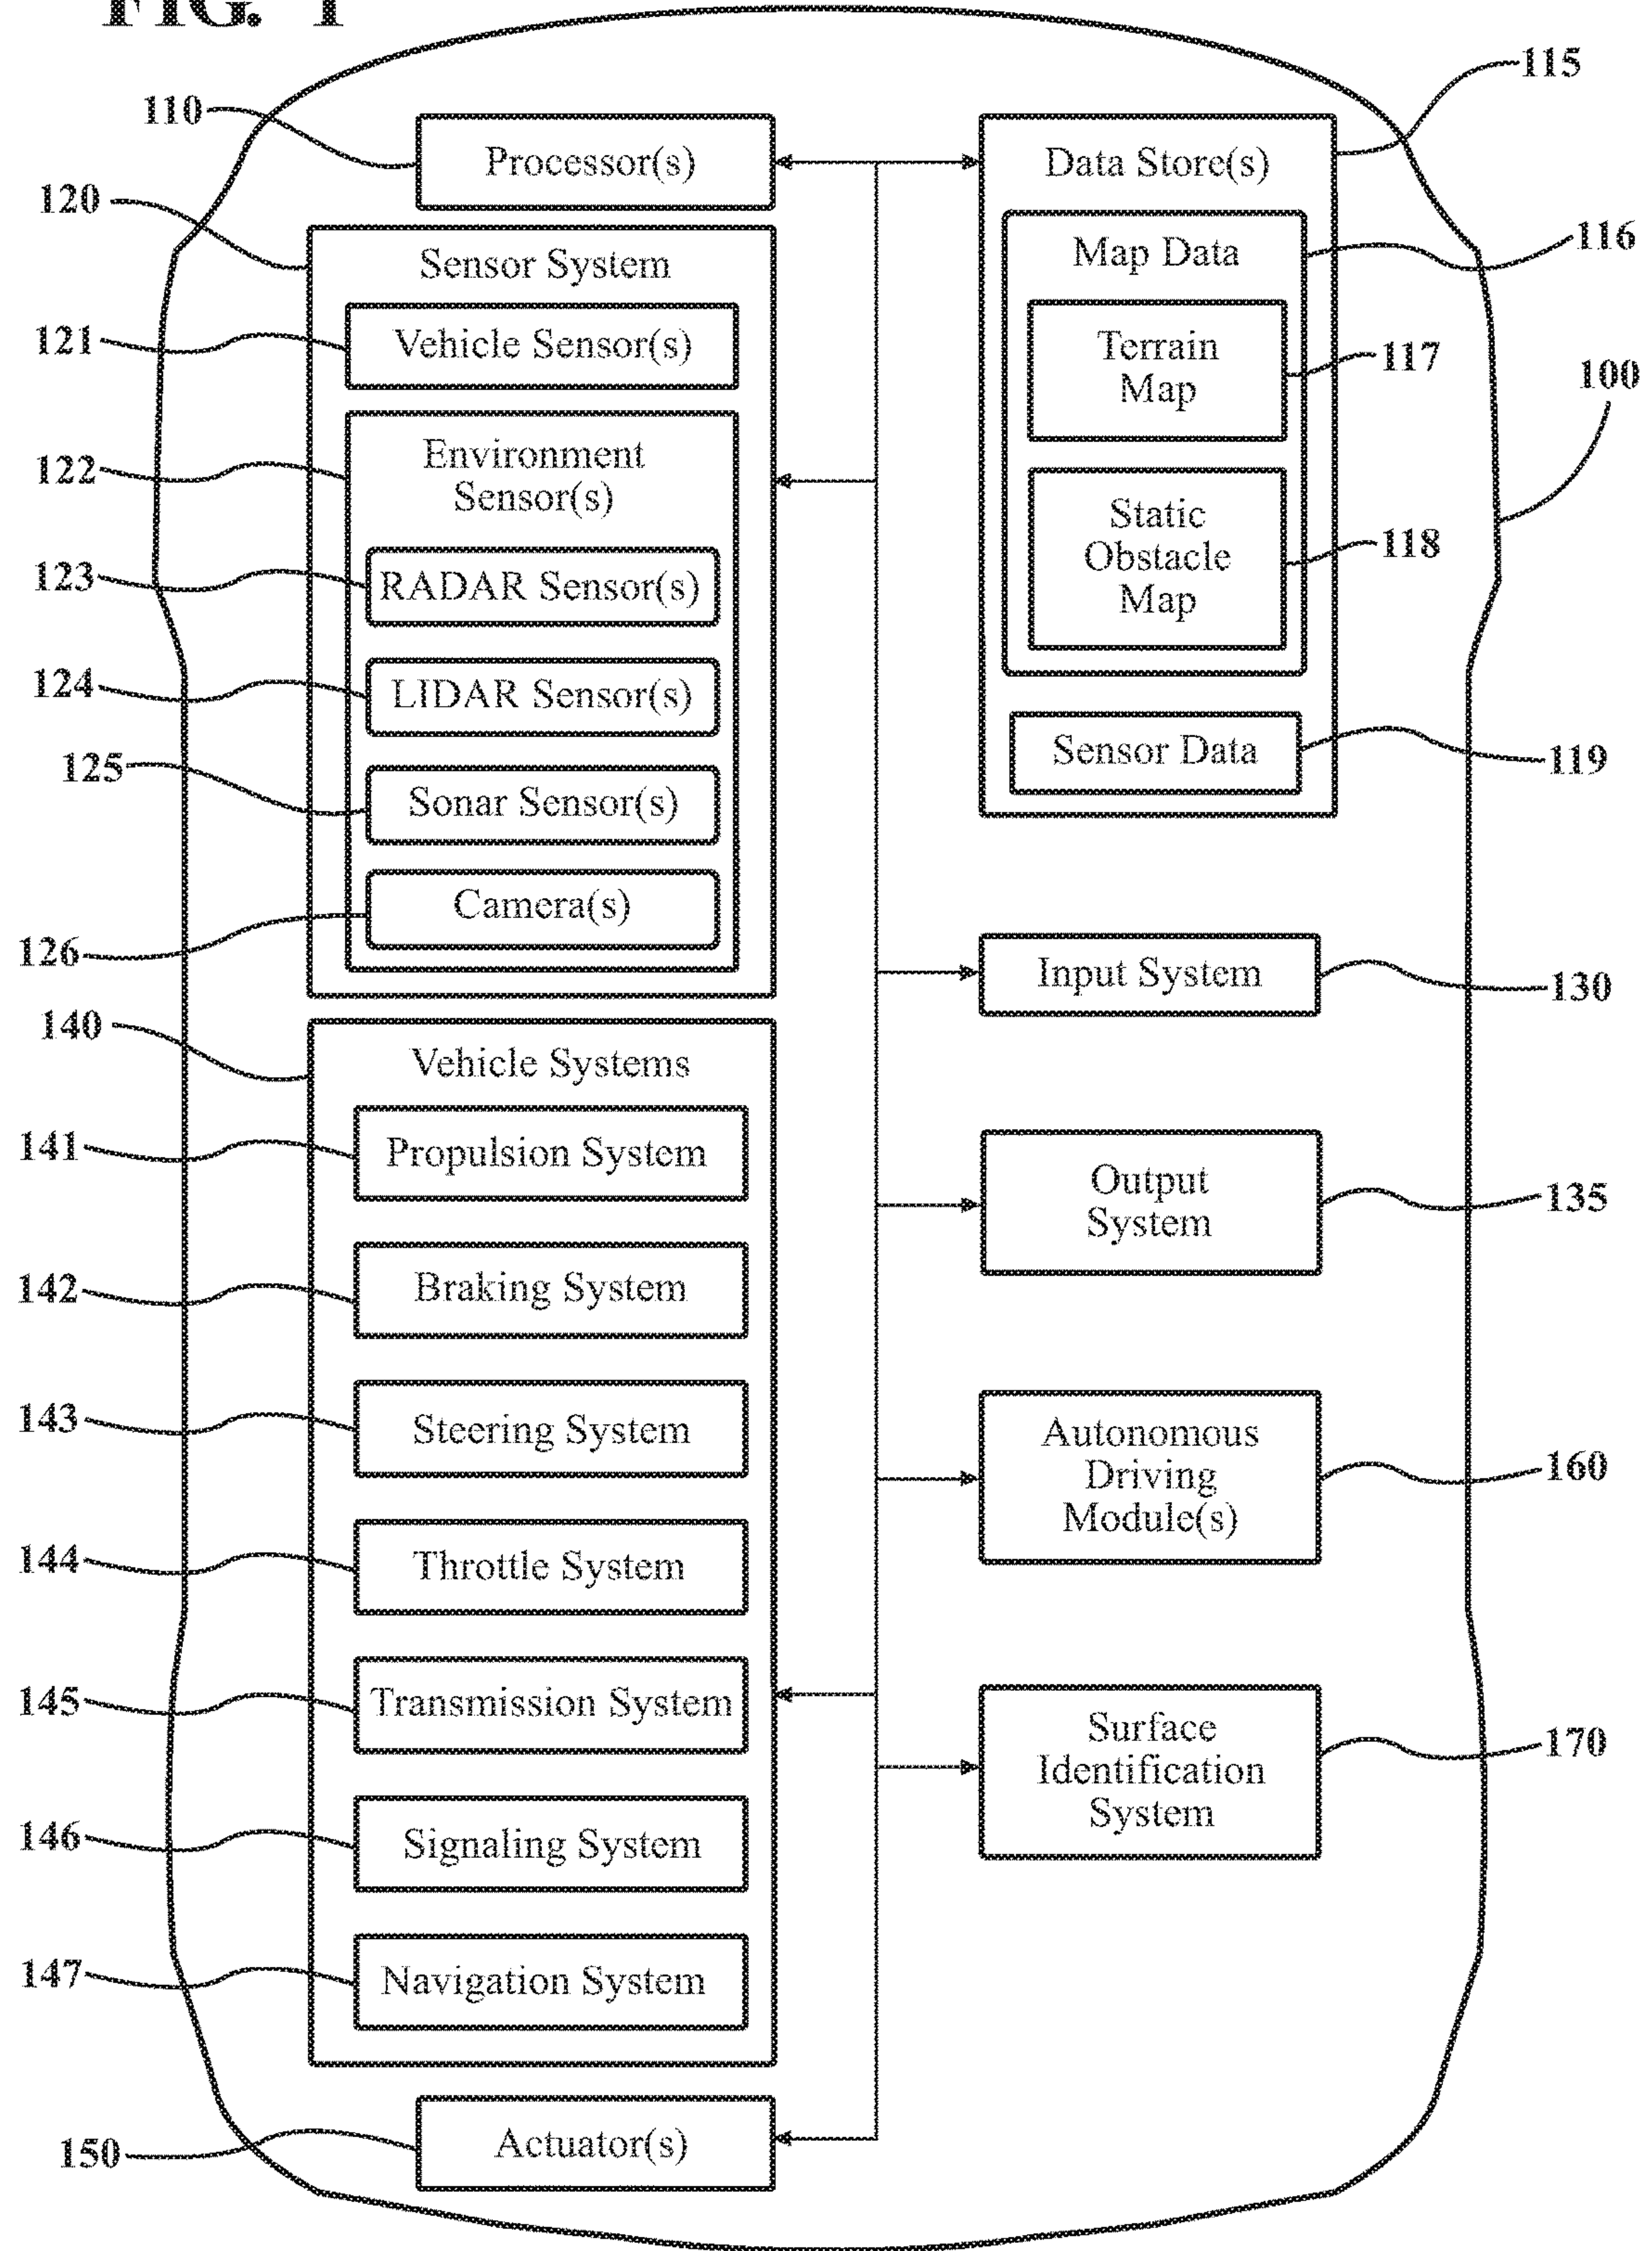 FIG. 1
110
Processor(s)
120
Sensor System
121
Vehicle Sensor(s)
122
Environment
Sensor(s)
123
RADAR Sensor(s)
124
LIDAR Sensor(s)
125
Sonar Sensor(s)
126
Camera(s)
140
Vehicle Systems
141
Propulsion System
142
Braking System
143
Steering System
144
Throttle System
145
Transmission System
146
Signaling System
147
Navigation System
150
Actuator(s)
115
Data Store(s)
116
Map Data
Terrain
Map
117
100
Static
Obstacle
Map
118
Sensor Data
119
Input System
130
Output
System
135
Autonomous
Driving
Module(s)
160
Surface
Identification
System
170